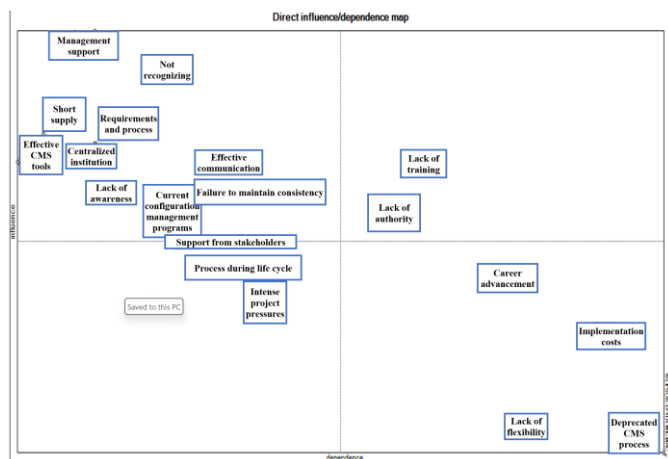 Direct influence/dependence map
Management
support
Not
recognizing
Short
supply
Requirements
and process
Effective
CMS
tools
Centralized
institution
Effective
communication
Lack of
training
Lack of
awareness
Current
configuration
management
programs
Failure to maintain consistency
Lack of
authority
influence
Support from stakeholders
Process during life cycle
Career
advancement
Intense
project
pressures
Saved to this PC
Implementation
costs
Lack of
flexibility
Deprecated
CMS
process
dependence